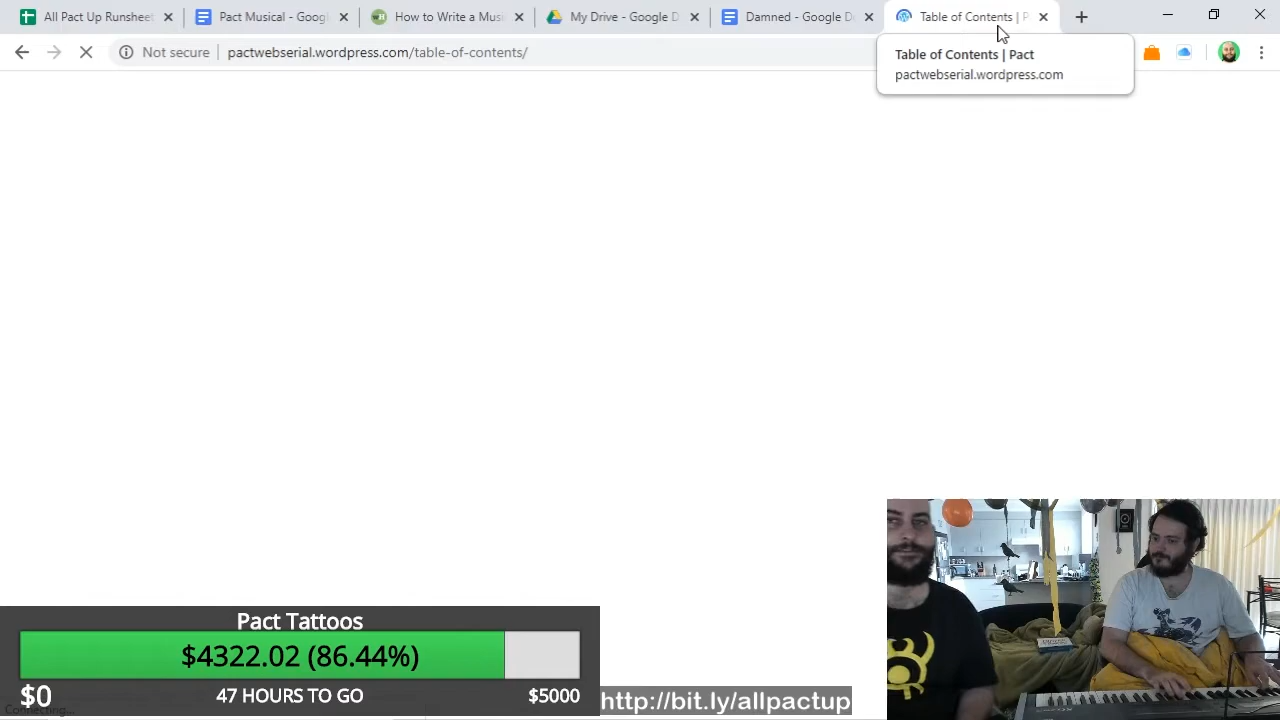 All Pact Up Runsheet
Pact Musical - Goog
How to Write a Musi
My Drive - Google D
Damned - Google D
Table of Contents | P
Not secure
pactwebserial.wordpress.com/table-of-contents/
Table of Contents | Pact
pactwebserial.wordpress.com
Pact Tattoos
$4322.02 (86.44%)
$0
47 HOURS TO GO
$5000
http://bit.ly/allpactup
Connecting...